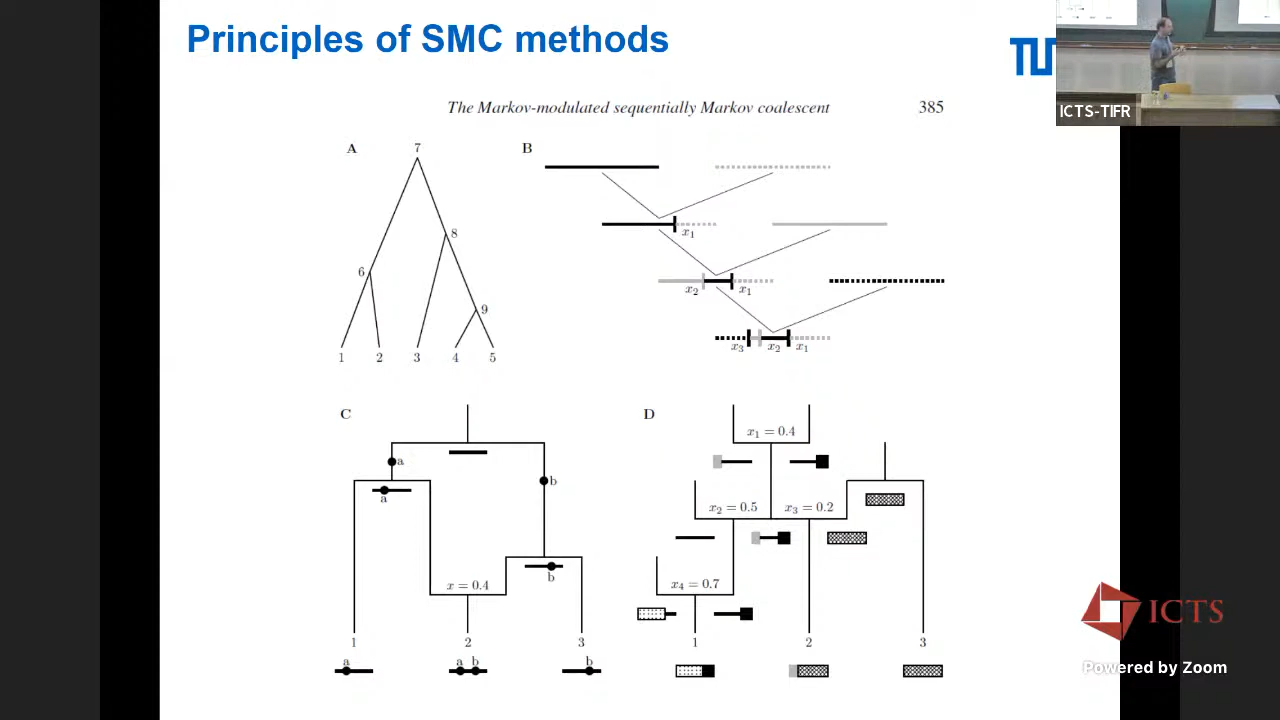 Principles of SMC methods
TU
ICTS-TIFR
The Markov-modulated sequentially Markov coalescent 385
A
7
8
6
9
1 2 3 4 5
B
x1
x2 x1
x3 x2 x1
C
a
b
a
b
x = 0.4
1 2 3
a
a b
b
D
x1 = 0.4
x2 = 0.5 x3 = 0.2
x4 = 0.7
1 2 3
ICTS
Powered by Zoom